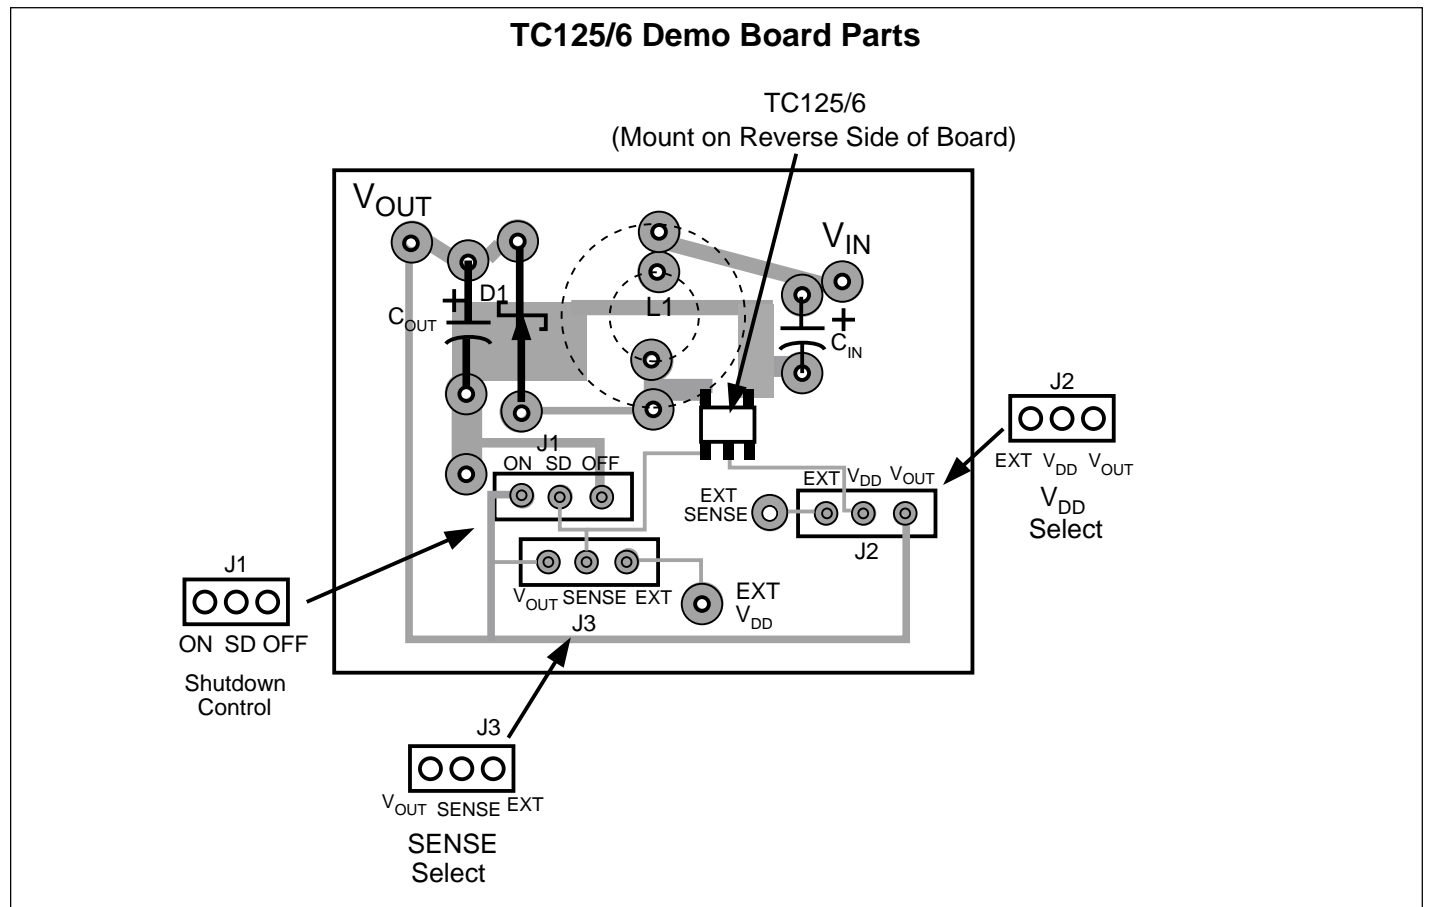 TC125/6 Demo Board Parts
TC125/6
(Mount on Reverse Side of Board)
VOUT
VIN
D1
L1
COUT
CIN
J1
ON SD OFF
EXT VDD VOUT
EXT
SENSE
J2
VOUT SENSE EXT
J3
EXT
VDD
J2
EXT VDD VOUT
VDD
Select
J1
ON SD OFF
Shutdown
Control
J3
VOUT SENSE EXT
SENSE
Select